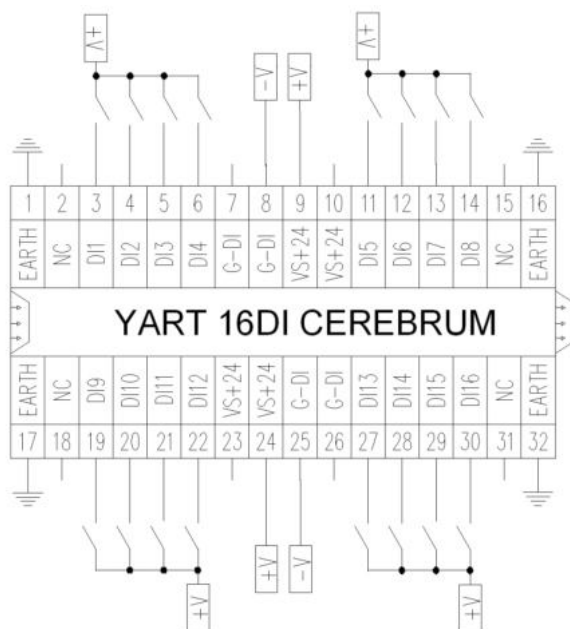 +V
-V
+V
+V
1 2 3 4 5 6 7 8 9 10 11 12 13 14 15 16
EARTH NC DI1 DI2 DI3 DI4 G-DI G-DI VS+24 VS+24 DI5 DI6 DI7 DI8 NC EARTH
YART 16DI CEREBRUM
EARTH NC DI9 DI10 DI11 DI12 VS+24 VS+24 G-DI G-DI DI13 DI14 DI15 DI16 NC EARTH
17 18 19 20 21 22 23 24 25 26 27 28 29 30 31 32
+V
-V
+V
+V